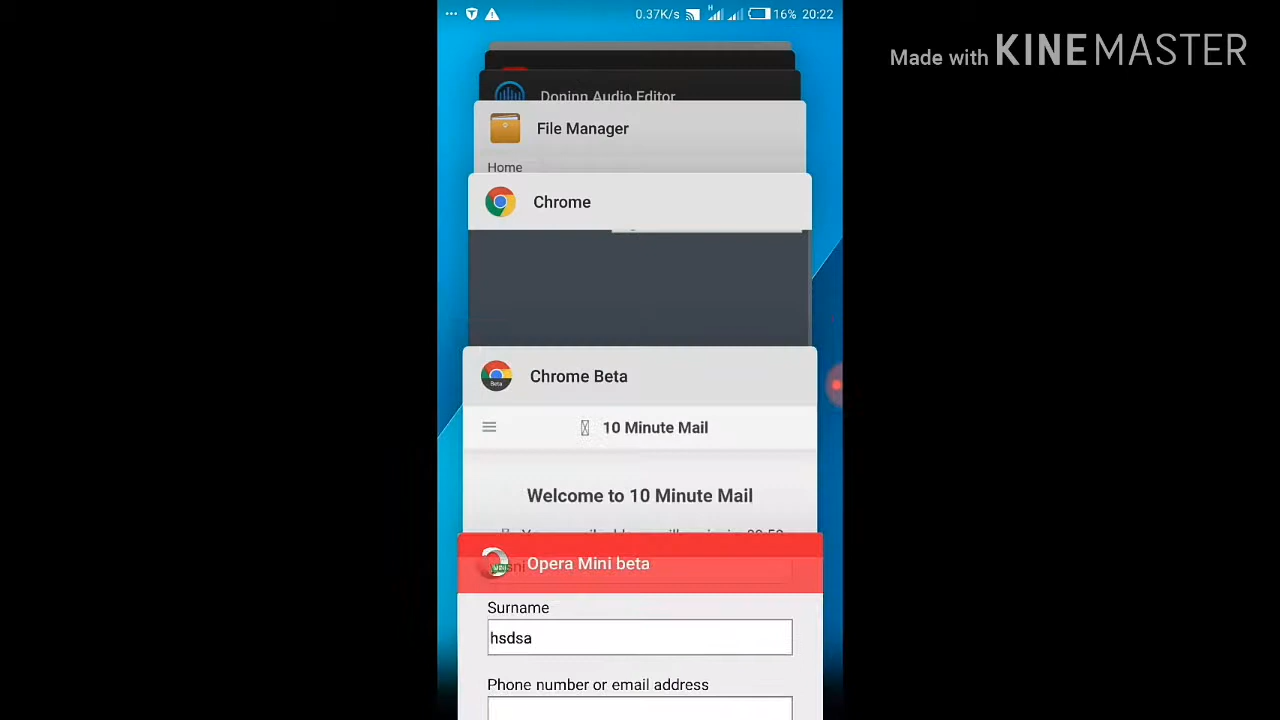 0.37K/s H 16% 20:22
Made with KINEMASTER
Doninn Audio Editor
File Manager
Home
Chrome
Beta
Chrome Beta
10 Minute Mail
Welcome to 10 Minute Mail
Opera Mini beta
Surname
hsdsa
Phone number or email address